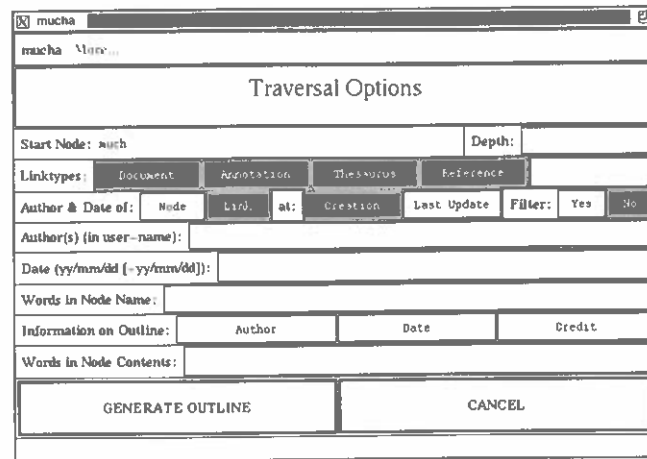 mucha
mucha More...
Traversal Options
Start Node: much Depth:
Linktypes: Document Annotation Thesaurus Reference
Author & Date of: Node Link at: Creation Last Update Filter: Yes No
Author(s) (in user-name):
Date (yy/mm/dd [-yy/mm/dd]):
Words in Node Name:
Information on Outline: Author Date Credit
Words in Node Contents:
GENERATE OUTLINE CANCEL